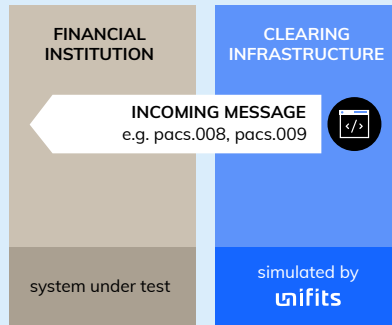 FINANCIAL
INSTITUTION
CLEARING
INFRASTRUCTURE
INCOMING MESSAGE
e.g. pacs.008, pacs.009
</>
system under test
simulated by
unifits